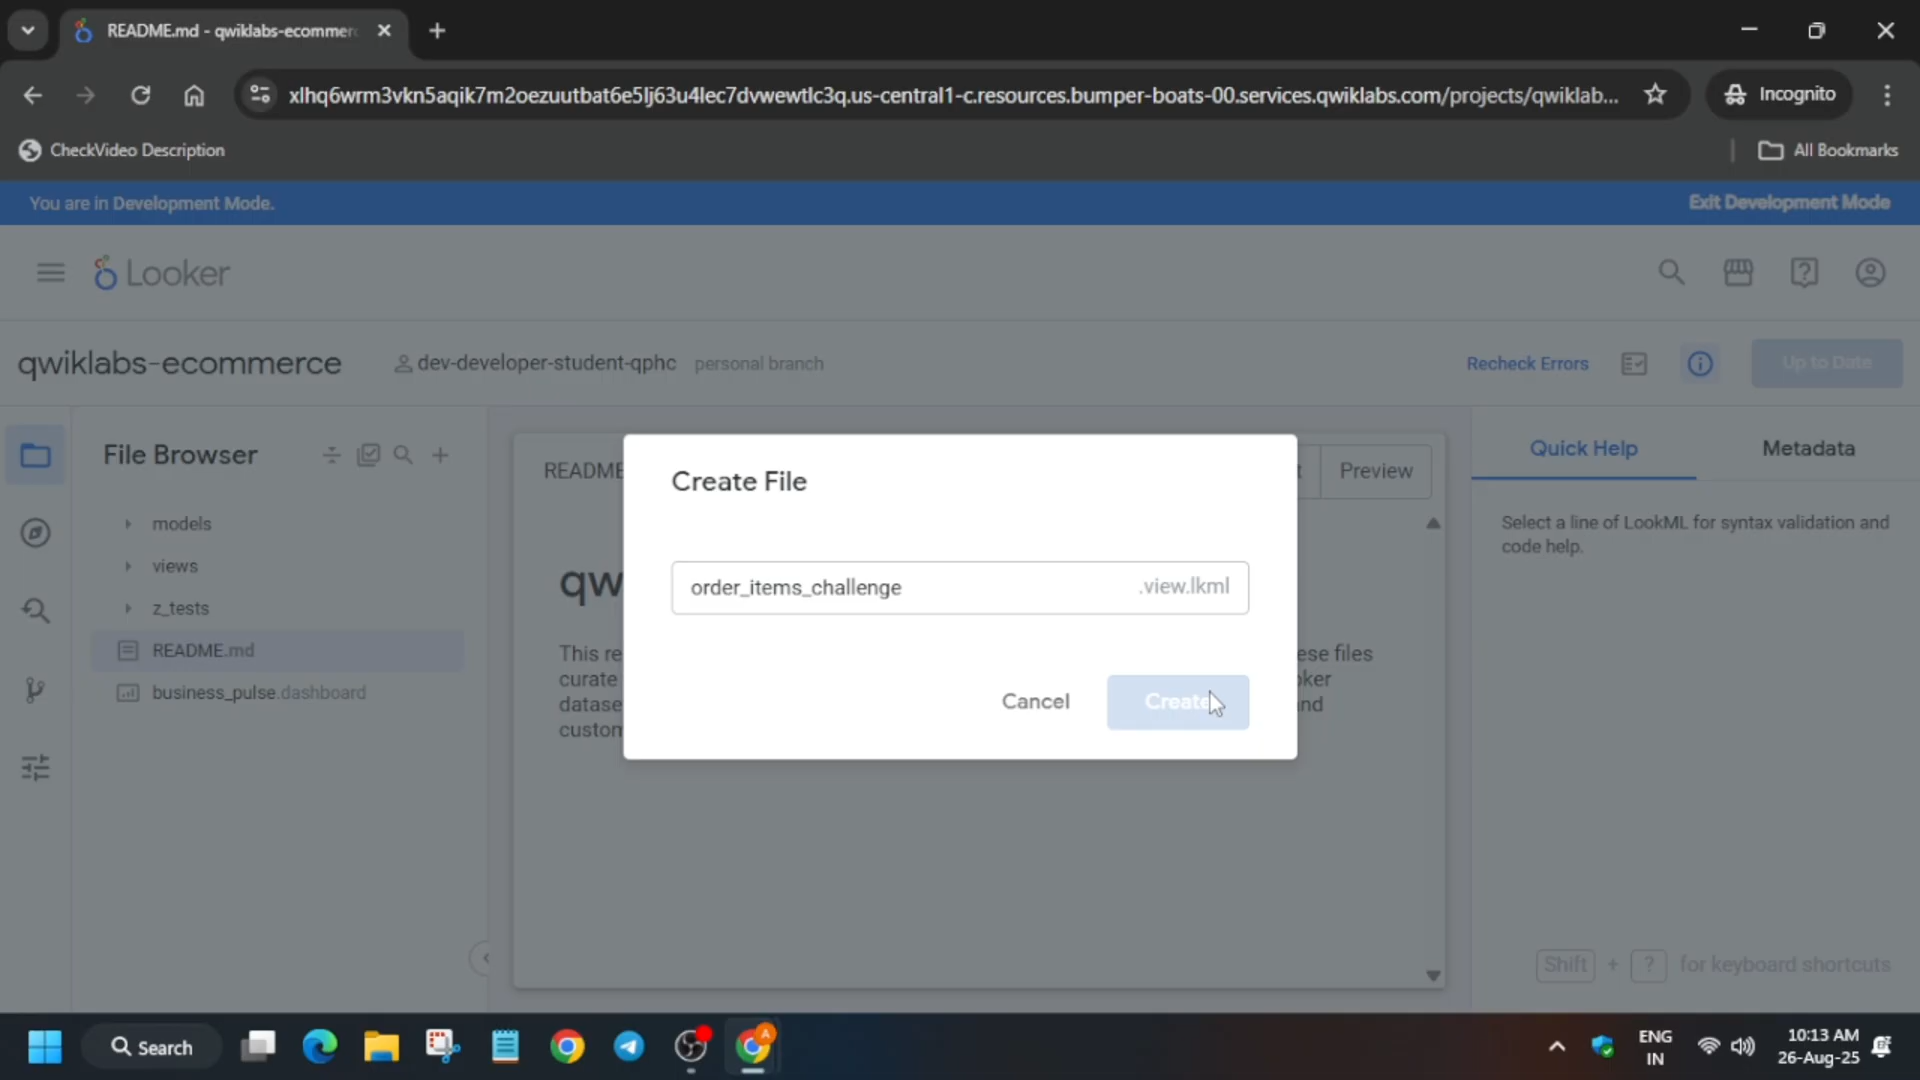 README.md - qwiklabs-ecommer
xlhq6wrm3vkn5aqik7m2oezuutbat6e5lj63u4lec7dvwewtlc3q.us-central1-c.resources.bumper-boats-00.services.qwiklabs.com/projects/qwiklab...
Incognito
CheckVideo Description
All Bookmarks
You are in Development Mode.
Exit Development Mode
Looker
qwiklabs-ecommerce
dev-developer-student-qphc personal branch
Recheck Errors
Up to Date
File Browser
models
views
z_tests
README.md
business_pulse.dashboard
README
Preview
qw
This re
curate
datase
custom
ese files
oker
and
Create File
order_items_challenge .view.lkml
Cancel
Create
Quick Help
Metadata
Select a line of LookML for syntax validation and
code help.
Shift + ? for keyboard shortcuts
Search
A
ENG
IN
10:13 AM
26-Aug-25